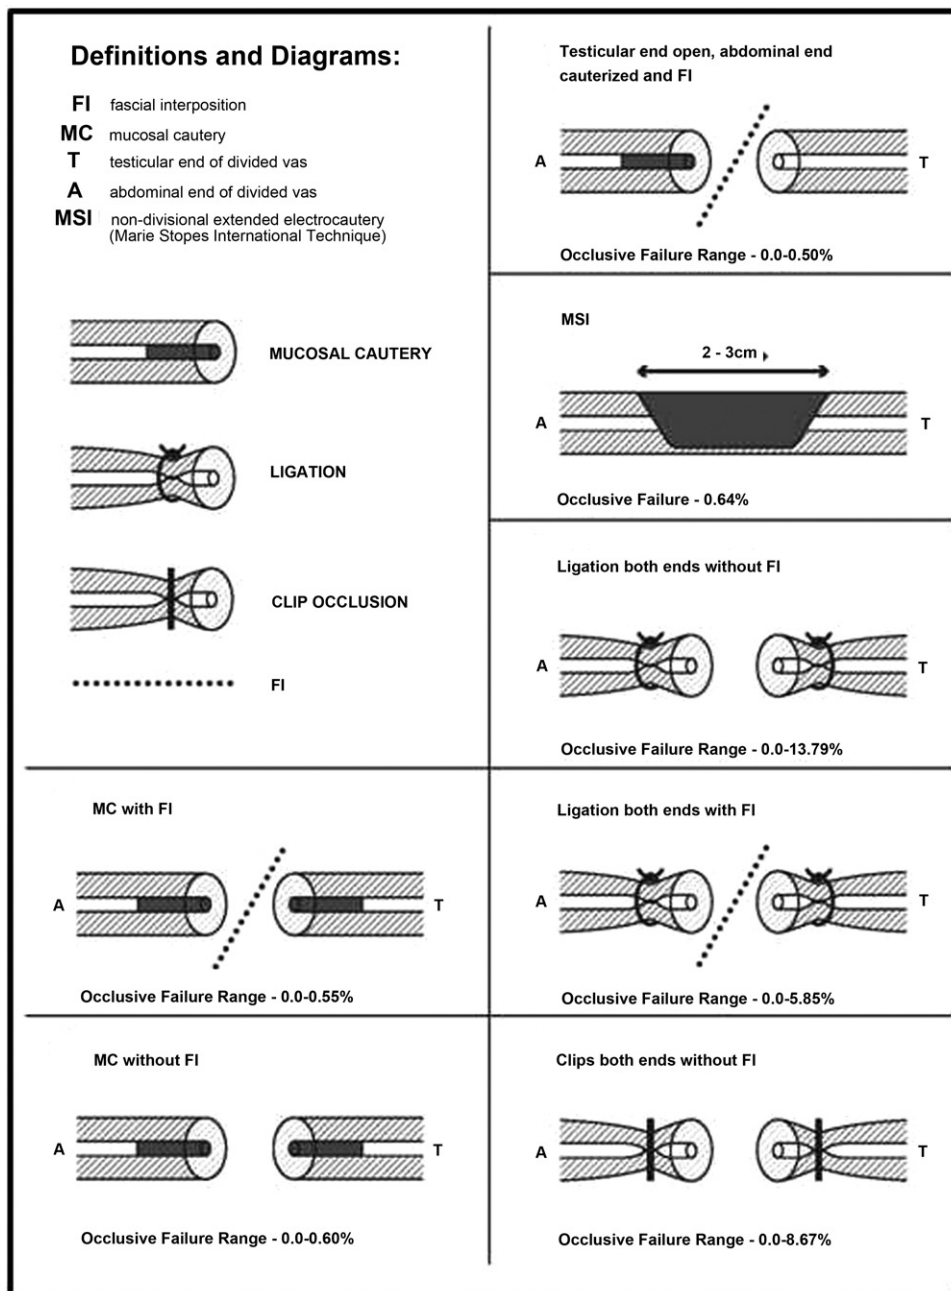 Definitions and Diagrams:
FI fascial interposition
MC mucosal cautery
T testicular end of divided vas
A abdominal end of divided vas
MSI non-divisional extended electrocautery
(Marie Stopes International Technique)
MUCOSAL CAUTERY
LIGATION
CLIP OCCLUSION
FI
Testicular end open, abdominal end
cauterized and FI
A T
Occlusive Failure Range - 0.0-0.50%
MSI
2 - 3cm
A T
Occlusive Failure - 0.64%
Ligation both ends without FI
A T
Occlusive Failure Range - 0.0-13.79%
MC with FI
A T
Occlusive Failure Range - 0.0-0.55%
Ligation both ends with FI
A T
Occlusive Failure Range - 0.0-5.85%
MC without FI
A T
Occlusive Failure Range - 0.0-0.60%
Clips both ends without FI
A T
Occlusive Failure Range - 0.0-8.67%